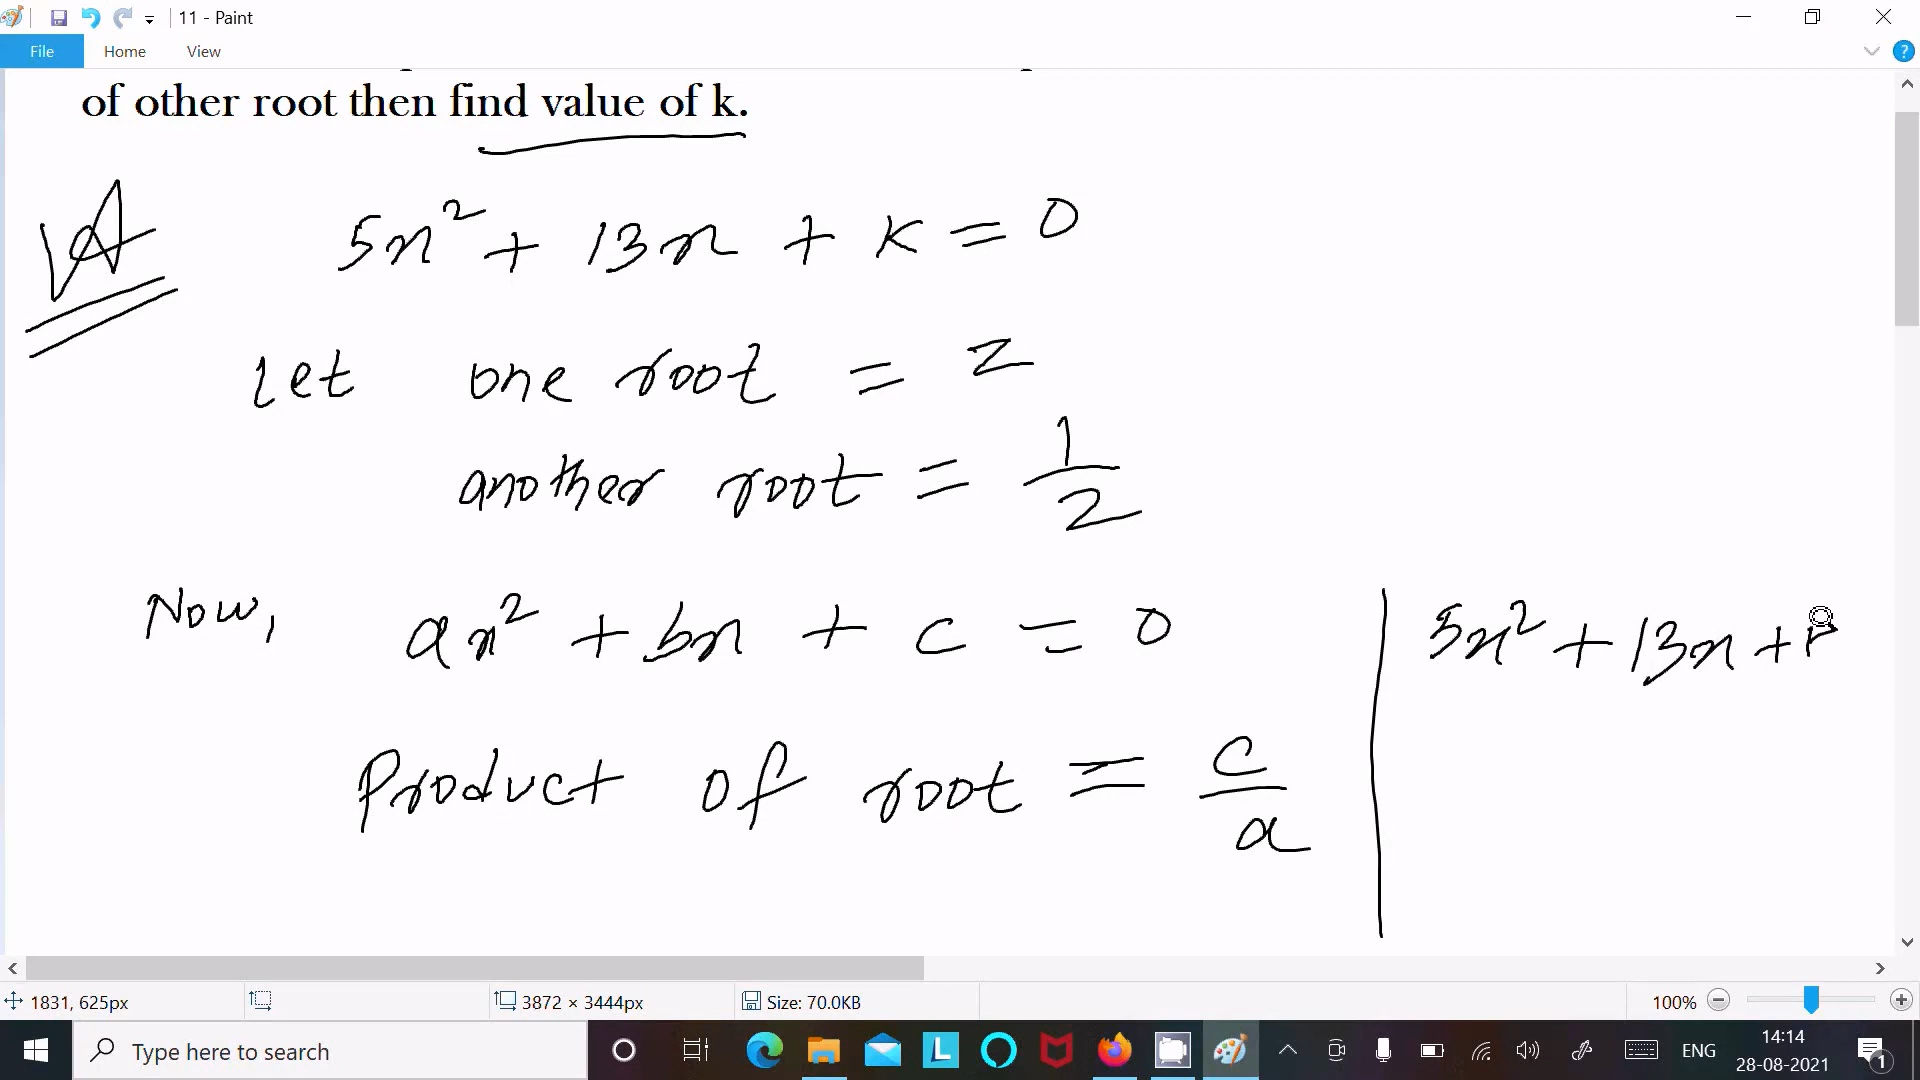 11 - Paint
File Home View
of other root then find value of k.
5x² + 13x + k = 0
Let one root = z
another root = 1/z
Now, ax² + bx + c = 0
5x² + 13x +
Product of root = c/a
1831, 625px
3872 × 3444px
Size: 70.0KB
100%
Type here to search
ENG
14:14
28-08-2021
1